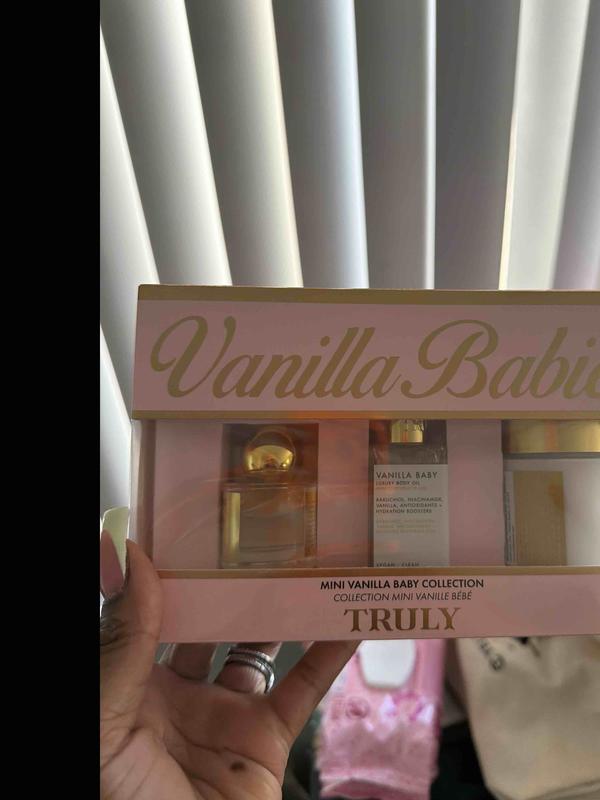 Vanilla Babie
VANILLA BABY
LUXURY BODY OIL
BAKUCHIOL, NIACINAMIDE,
VANILLA, ANTIOXIDANTS +
HYDRATION BOOSTERS
VEGAN · CLEAN
MINI VANILLA BABY COLLECTION
COLLECTION MINI VANILLE BÉBÉ
TRULY